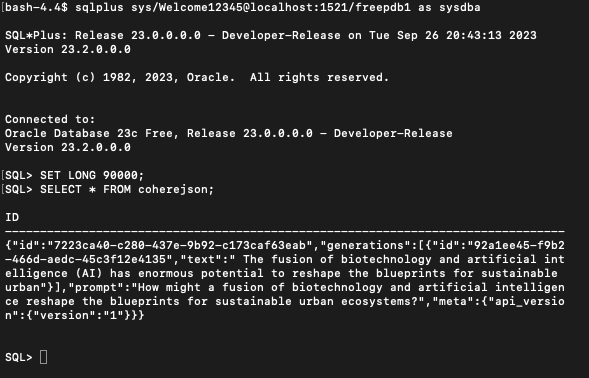 [bash-4.4$ sqlplus sys/Welcome12345@localhost:1521/freepdb1 as sysdba
SQL*Plus: Release 23.0.0.0.0 - Developer-Release on Tue Sep 26 20:43:13 2023
Version 23.2.0.0.0
Copyright (c) 1982, 2023, Oracle.  All rights reserved.
Connected to:
Oracle Database 23c Free, Release 23.0.0.0.0 - Developer-Release
Version 23.2.0.0.0
[SQL> SET LONG 90000;
[SQL> SELECT * FROM coherejson;
ID
--------------------------------------------------------------------------------
{"id":"7223ca40-c280-437e-9b92-c173caf63eab","generations":[{"id":"92a1ee45-f9b2
-466d-aedc-45c3f12e4135","text":" The fusion of biotechnology and artificial int
elligence (AI) has enormous potential to reshape the blueprints for sustainable
urban"}],"prompt":"How might a fusion of biotechnology and artificial intelligen
ce reshape the blueprints for sustainable urban ecosystems?","meta":{"api_versio
n":{"version":"1"}}}
SQL>